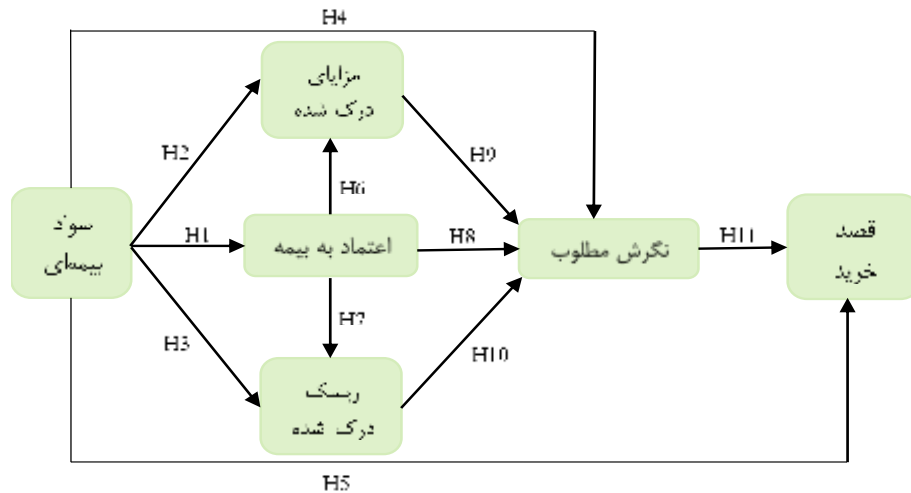 H4
مزایای
درک شده
H2
H9
H6
سواد
بیمه‌ای
H1
اعتماد به بیمه
H8
نگرش مطلوب
H11
قصد
خرید
H7
H3
H10
ریسک
درک شده
H5